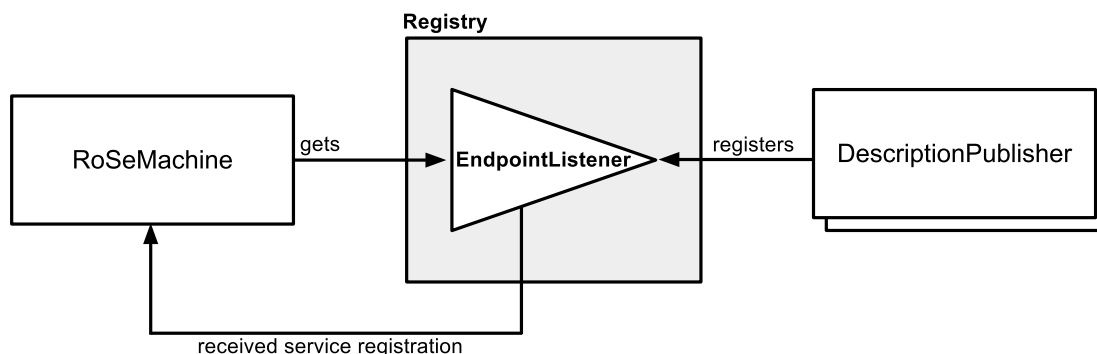 Registry
RoSeMachine
gets
EndpointListener
registers
DescriptionPublisher
received service registration